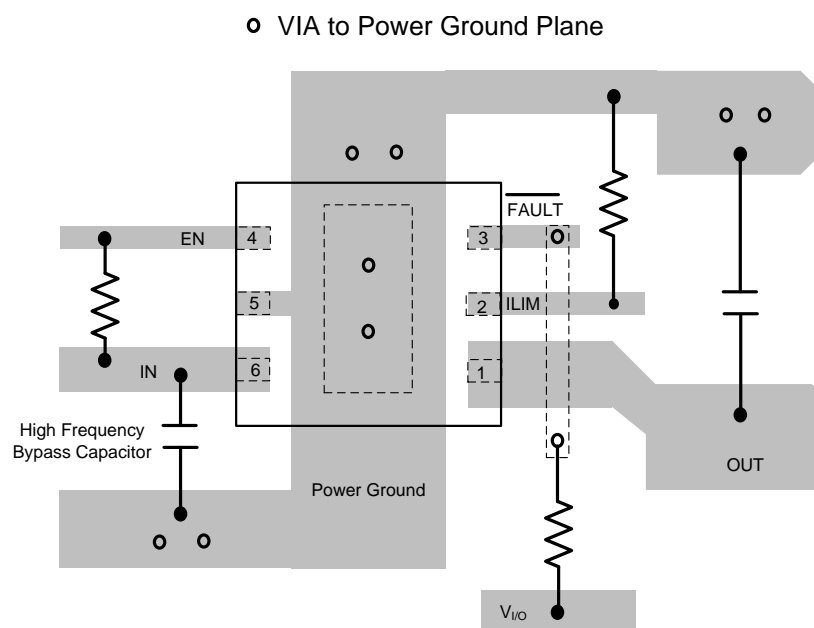 VIA to Power Ground Plane
FAULT
EN
4
3
5
2
ILIM
IN
6
1
High Frequency
Bypass Capacitor
OUT
Power Ground
VI/O